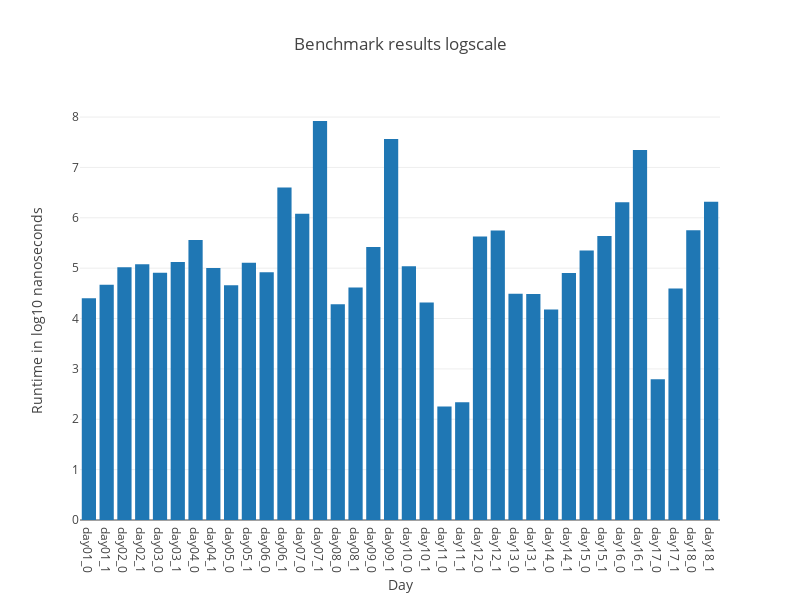 Benchmark results logscale
8
7
6
5
4
3
2
1
0
Runtime in log10 nanoseconds
day01_0
day01_1
day02_0
day02_1
day03_0
day03_1
day04_0
day04_1
day05_0
day05_1
day06_0
day06_1
day07_0
day07_1
day08_0
day08_1
day09_0
day09_1
day10_0
day10_1
day11_0
day11_1
day12_0
day12_1
day13_0
day13_1
day14_0
day14_1
day15_0
day15_1
day16_0
day16_1
day17_0
day17_1
day18_0
day18_1
Day